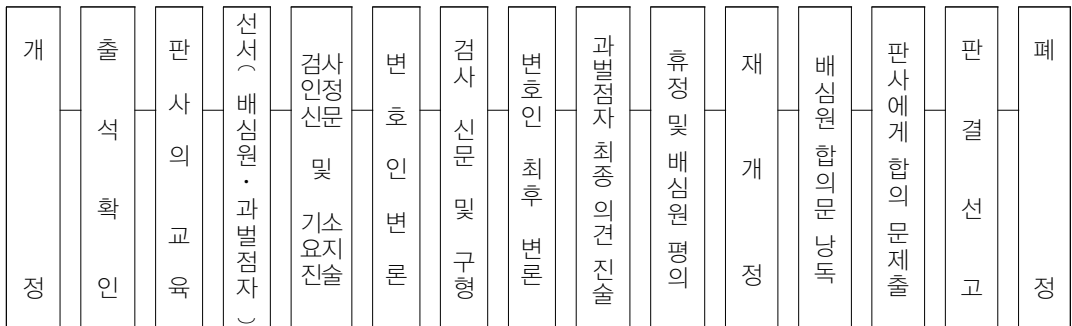 개정
출석확인
판사의 교육
선서(배심원·과벌점자)
검사 인정신문 및 기소요지 진술
변호인 변론
검사 신문 및 구형
변호인 최후 변론
과벌점자 최종 의견 진술
휴정 및 배심원 평의
재개정
배심원 합의문 낭독
판사에게 합의 문제출
판결선고
폐정